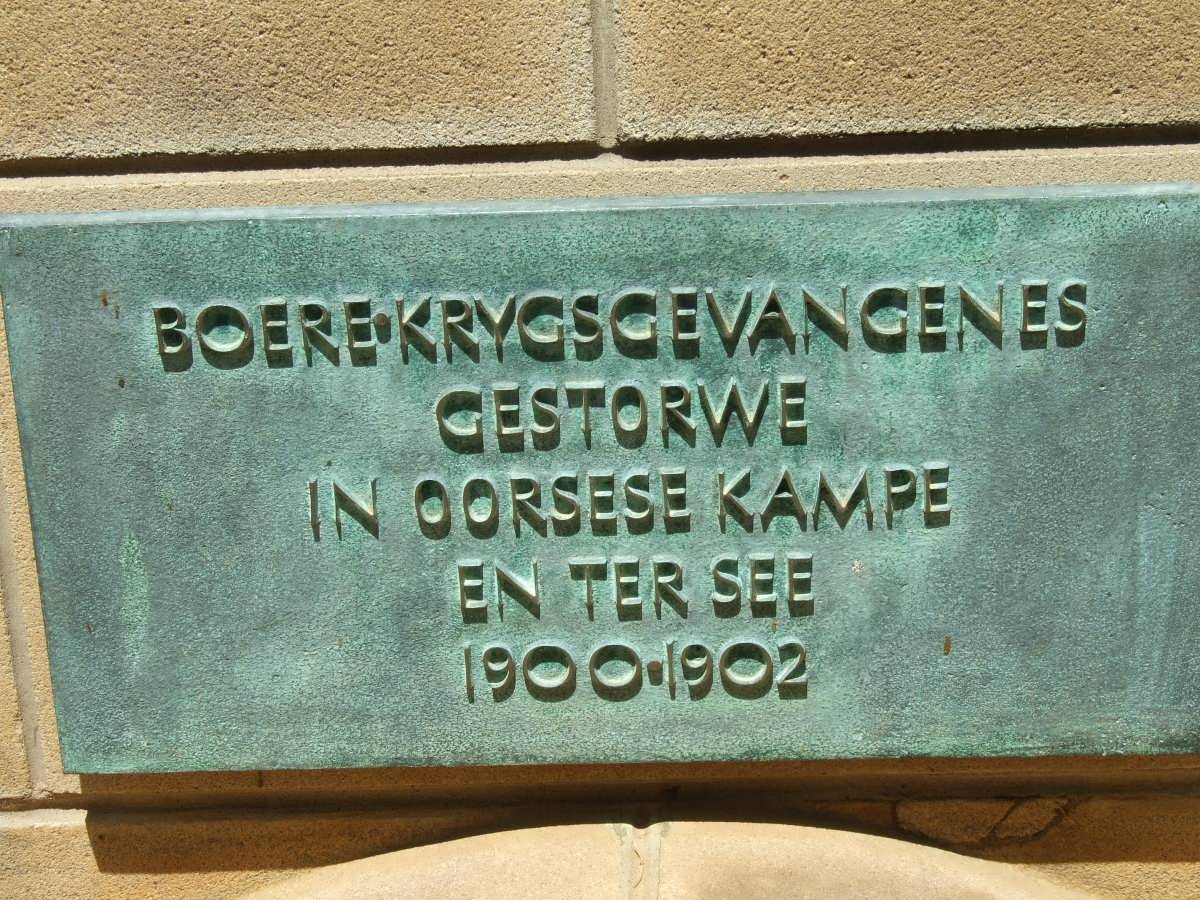 BOERE·KRYGSGEVANGENES
GESTORWE
IN OORSESE KAMPE
EN TER SEE
1900·1902